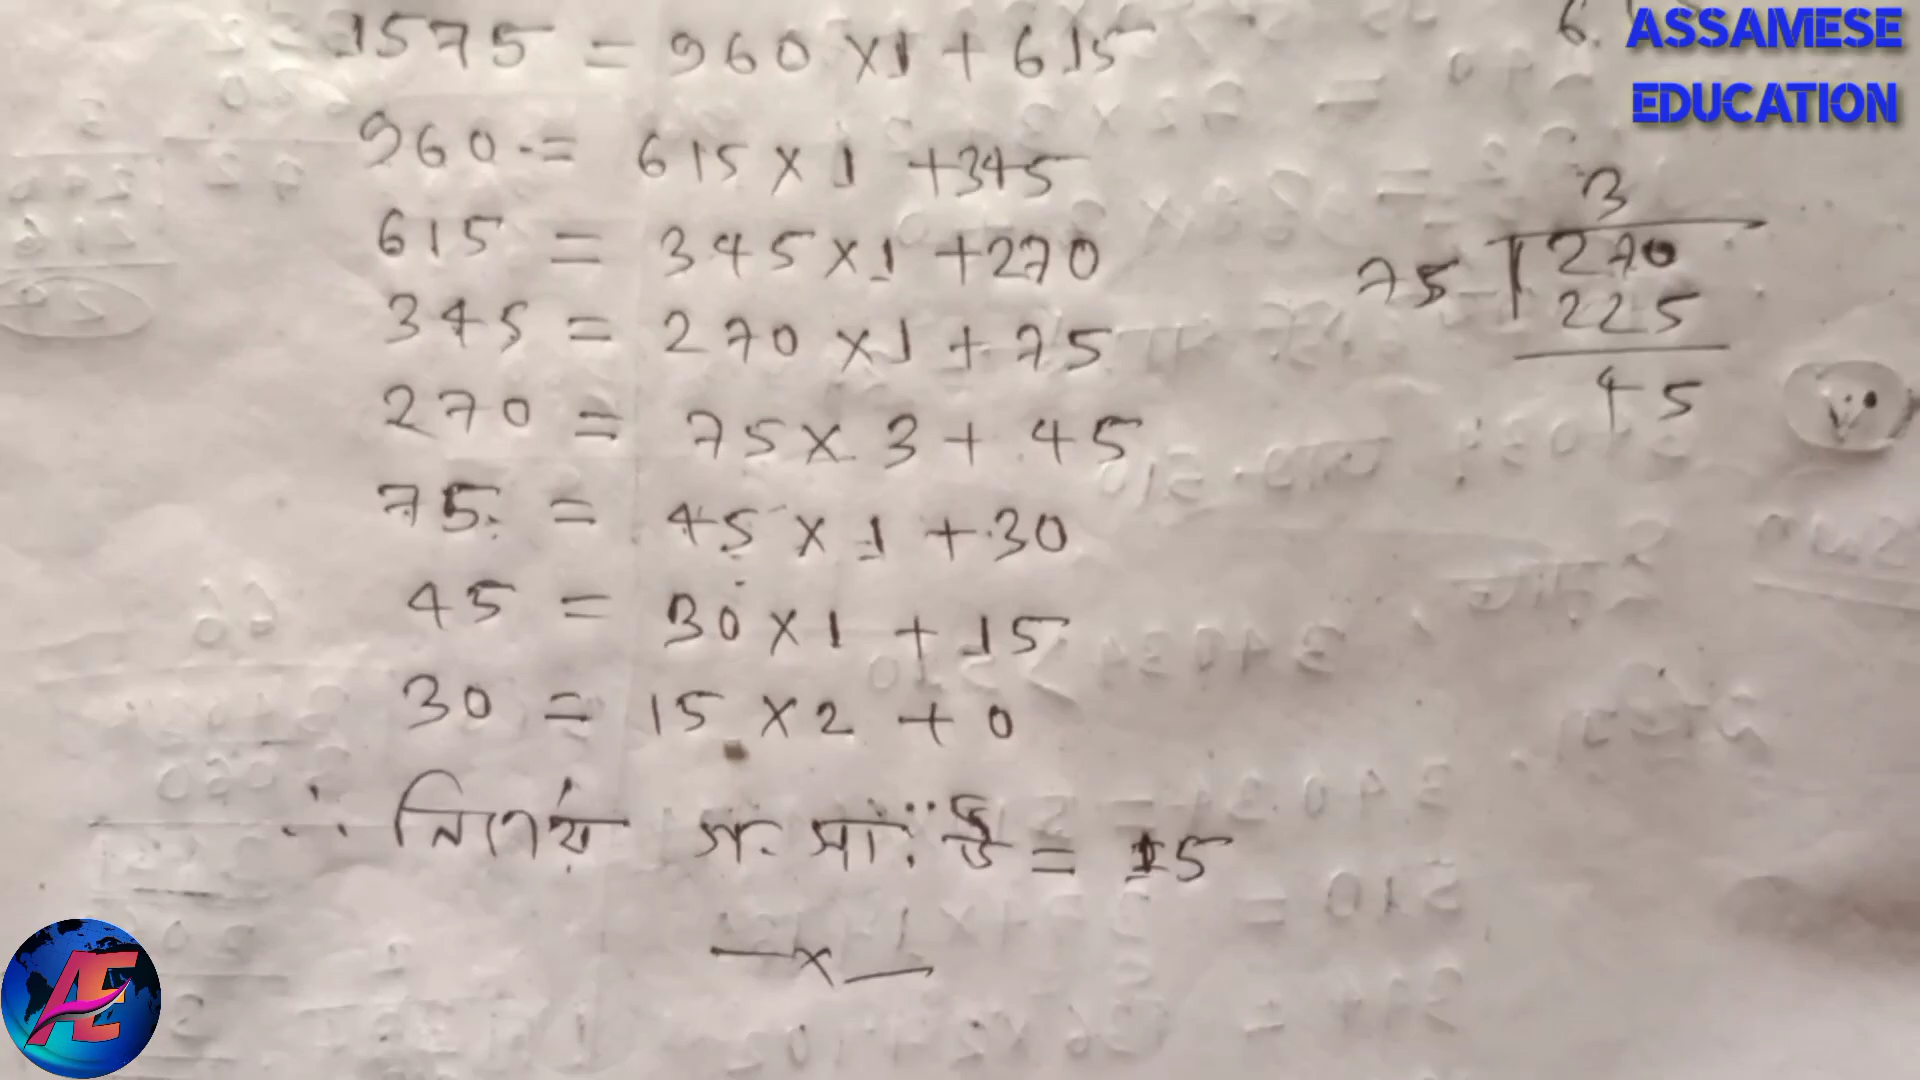 1575 = 960 x 1 + 615
960 = 615 x 1 + 345
615 = 345 x 1 + 270
345 = 270 x 1 + 75
270 = 75 x 3 + 45
75 = 45 x 1 + 30
45 = 30 x 1 + 15
30 = 15 x 2 + 0
∴ নিৰ্ণেয় গ. সা. উ = 15
—x—
6.
ASSAMESE
EDUCATION
3
75 270
225
45
Æ